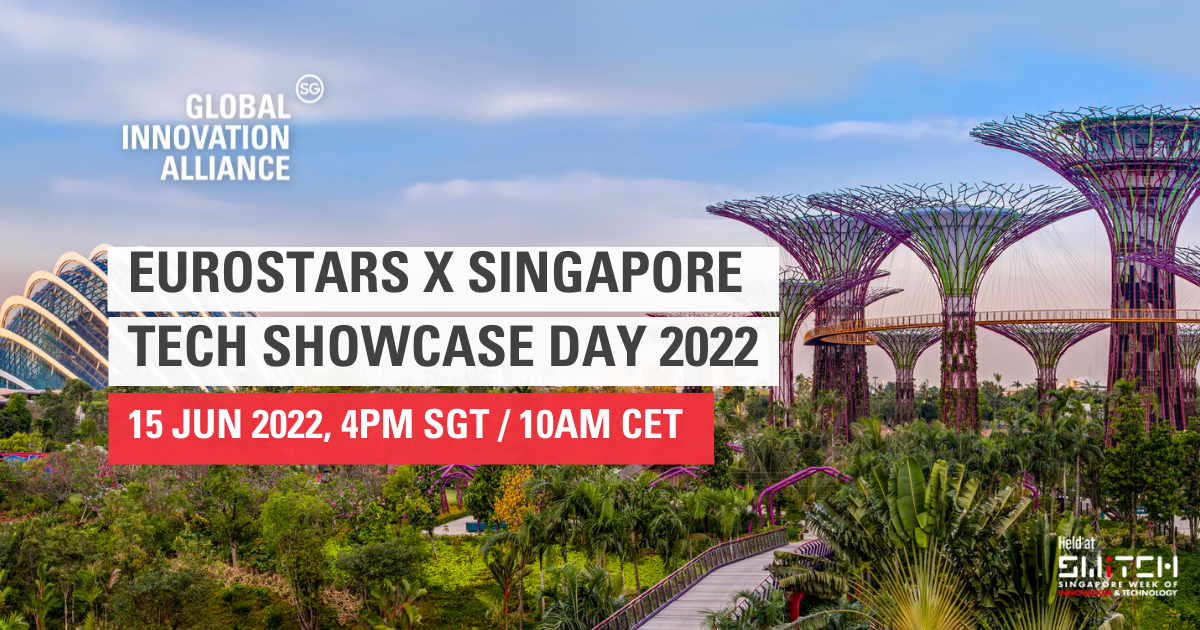 GLOBAL SG
INNOVATION
ALLIANCE
EUROSTARS X SINGAPORE
TECH SHOWCASE DAY 2022
15 JUN 2022, 4PM SGT / 10AM CET
Held at
SWiTCH
SINGAPORE WEEK OF
INNOVATION & TECHNOLOGY